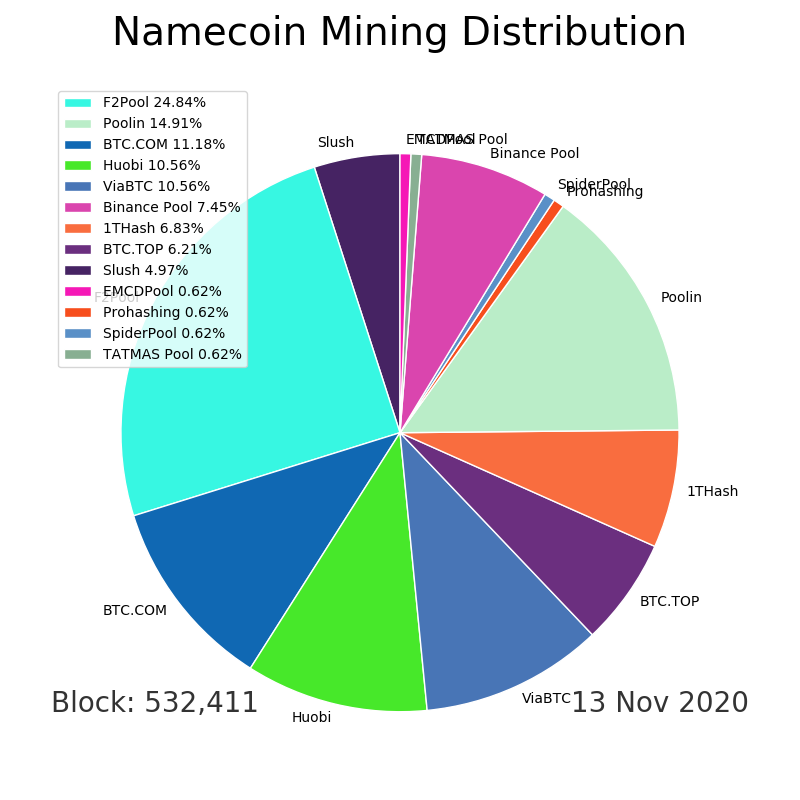 Namecoin Mining Distribution
F2Pool 24.84%
Poolin 14.91%
BTC.COM 11.18%
Huobi 10.56%
ViaBTC 10.56%
Binance Pool 7.45%
1THash 6.83%
BTC.TOP 6.21%
Slush 4.97%
EMCDPool 0.62%
Prohashing 0.62%
SpiderPool 0.62%
TATMAS Pool 0.62%
Slush
EMCDPool
TATMAS Pool
Binance Pool
SpiderPool
Prohashing
F2Pool
Poolin
1THash
BTC.TOP
BTC.COM
ViaBTC
Huobi
Block: 532,411
13 Nov 2020